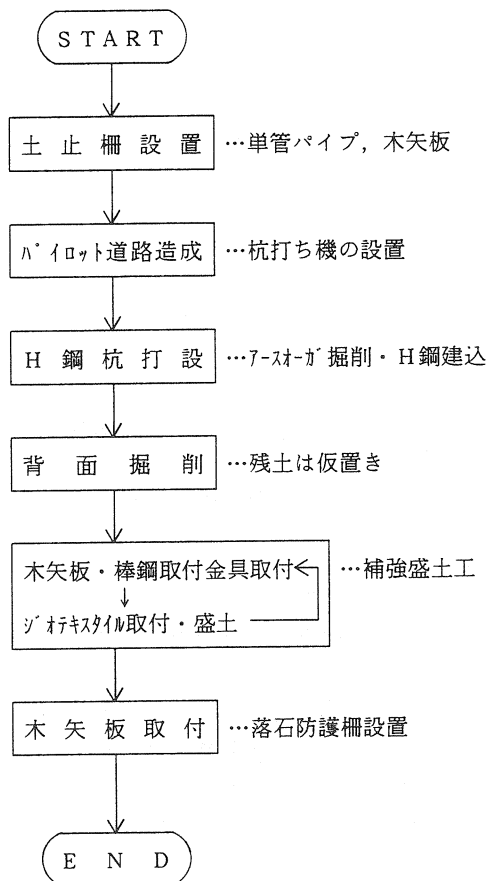 START
土止柵設置 …単管パイプ，木矢板
ﾊﾟｲﾛｯﾄ道路造成 …杭打ち機の設置
H鋼杭打設 …ｱｰｽｵｰｶﾞ掘削・H鋼建込
背面掘削 …残土は仮置き
木矢板・棒鋼取付金具取付 …補強盛土工
↓
ｼﾞｵﾃｷｽﾀｲﾙ取付・盛土
木矢板取付 …落石防護柵設置
END